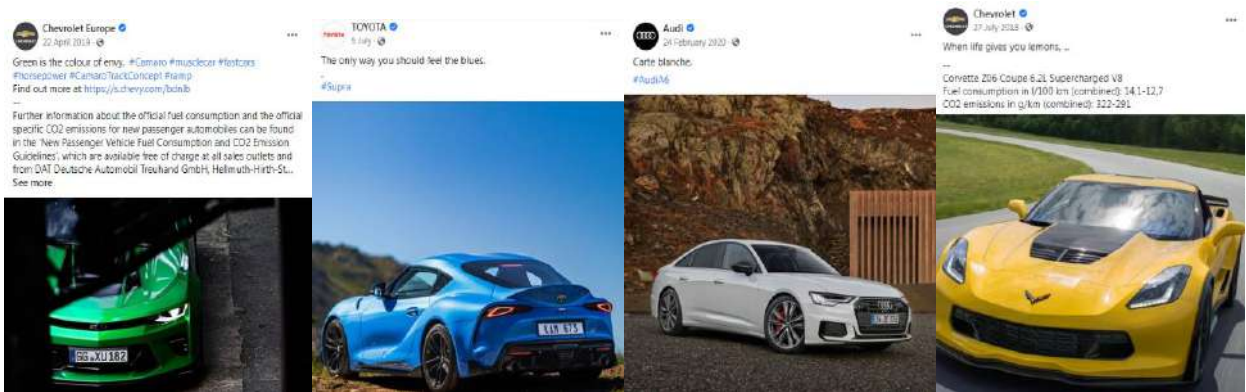 Chevrolet Europe
22 April 2019
Green is the colour of envy. #Camaro #musclecar #fastcars
#horsepower #CamaroTrackConcept #ramp
Find out more at
---
Further information about the official fuel consumption and the official
specific CO2 emissions for new passenger automobiles can be found
in the 'New Passenger Vehicle Fuel Consumption and CO2 Emission
Guidelines', which are available free of charge at all sales outlets and
from DAT Deutsche Automobil Treuhand GmbH, Hellmuth-Hirth-St...
See more
GG XU182
TOYOTA
5 July
The only way you should feel the blues.
.
#Supra
Audi
24 February 2020
Carte blanche.
#AudiA6
Chevrolet
27 July 2018
When life gives you lemons, ...
---
Corvette Z06 Coupe 6.2L Supercharged V8
Fuel consumption in l/100 km (combined): 14,1-12,7
CO2 emissions in g/km (combined): 322-291